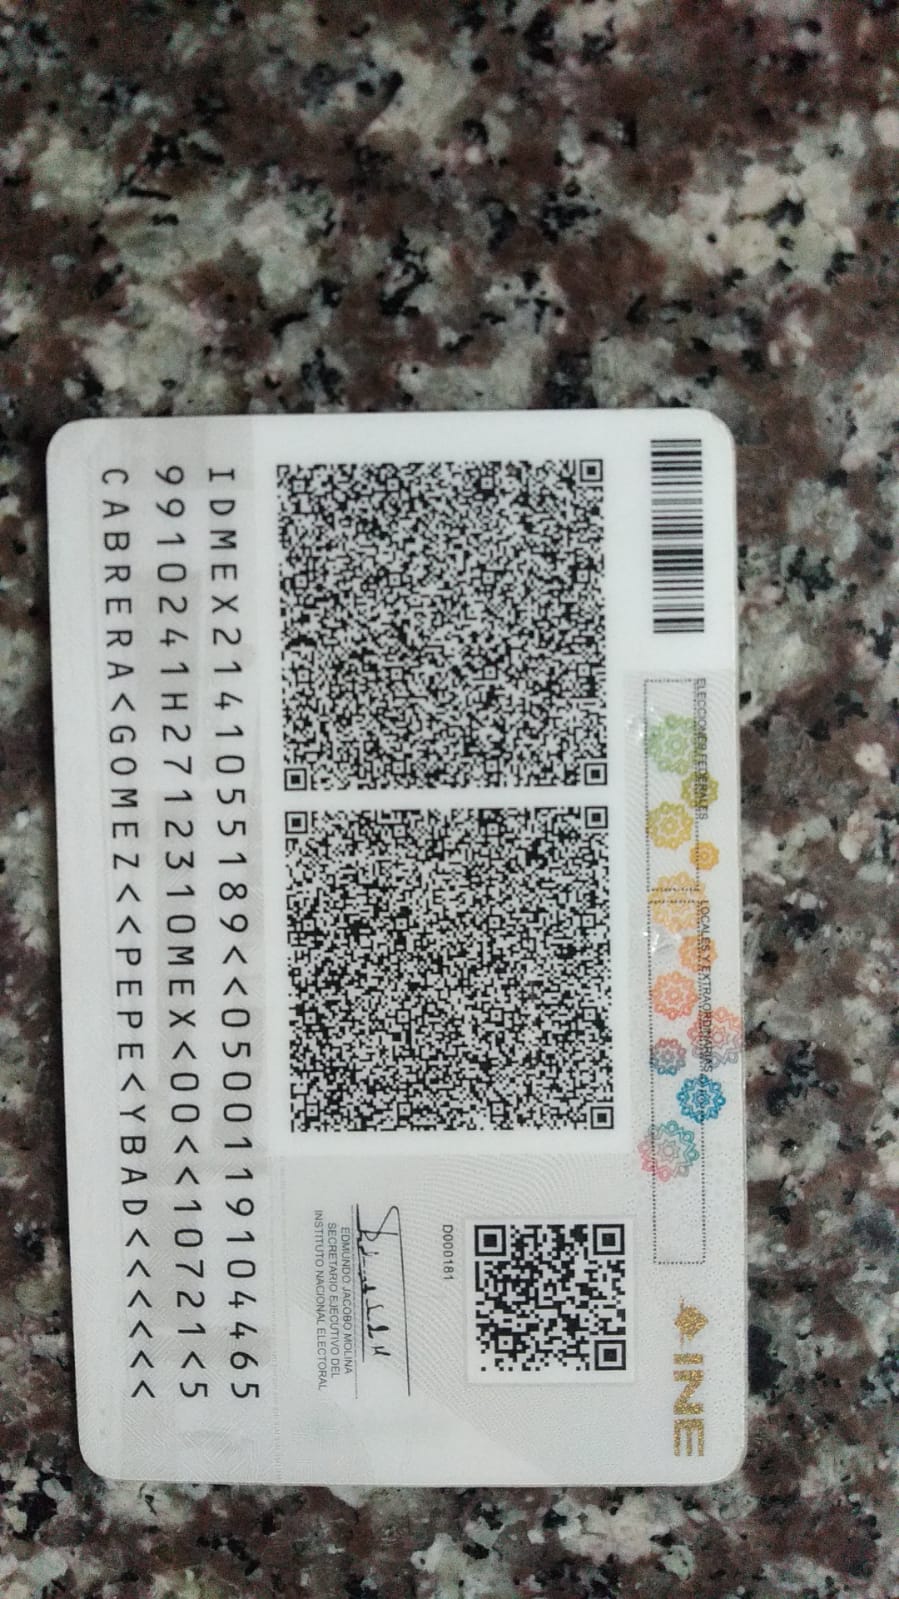 ELECCIONES FEDERALES
LOCALES Y EXTRAORDINARIAS
INE
D000181
EDMUNDO JACOBO MOLINA
SECRETARIO EJECUTIVO DEL
INSTITUTO NACIONAL ELECTORAL
IDMEX2141055189<<0500119104465
9910241H2712310MEX<00<<10721<5
CABRERA<GOMEZ<<PEPE<YBAD<<<<<<